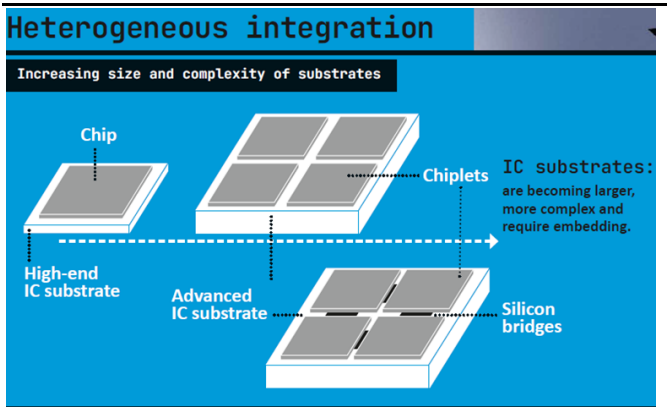 Heterogeneous integration
Increasing size and complexity of substrates
Chip
Chiplets
IC substrates:
are becoming larger,
more complex and
require embedding.
High-end
IC substrate
Advanced
IC substrate
Silicon
bridges